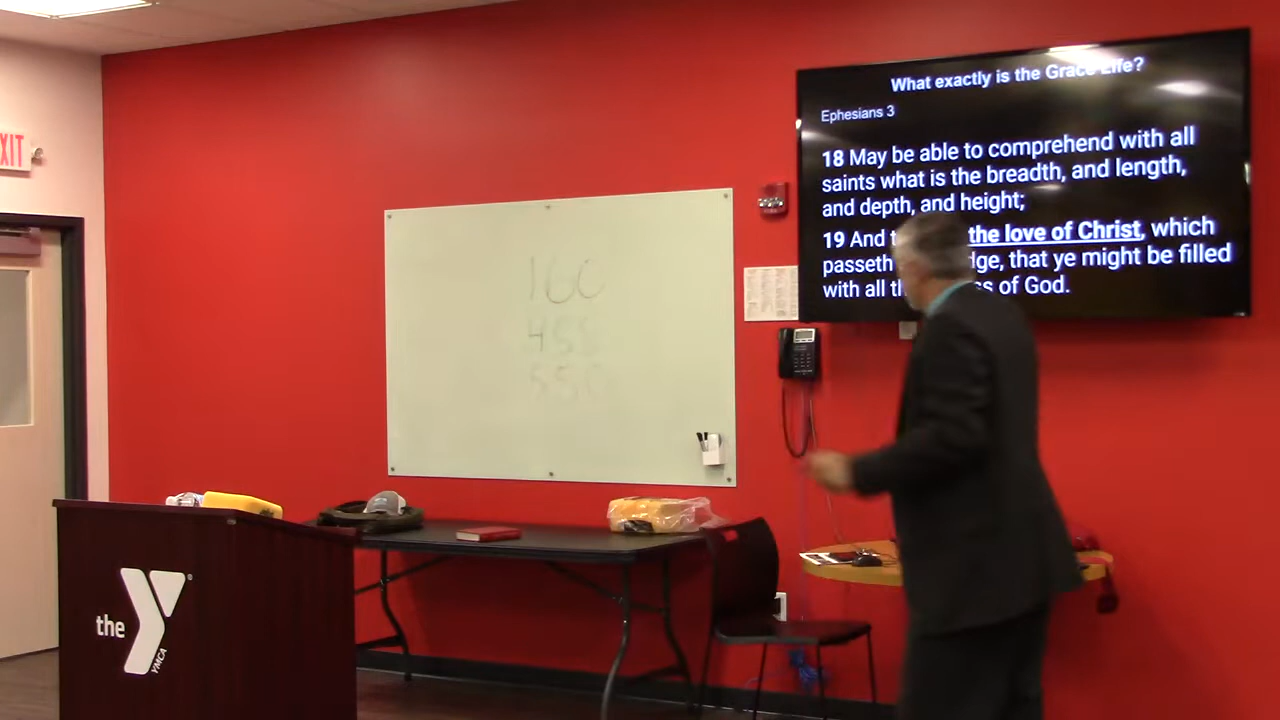 What exactly is the Grace Life?
Ephesians 3
18 May be able to comprehend with all
saints what is the breadth, and length,
and depth, and height;
19 And the love of Christ, which
passeth dge, that ye might be filled
with all th ss of God.
EXIT
160
455
550
the Y
YMCA